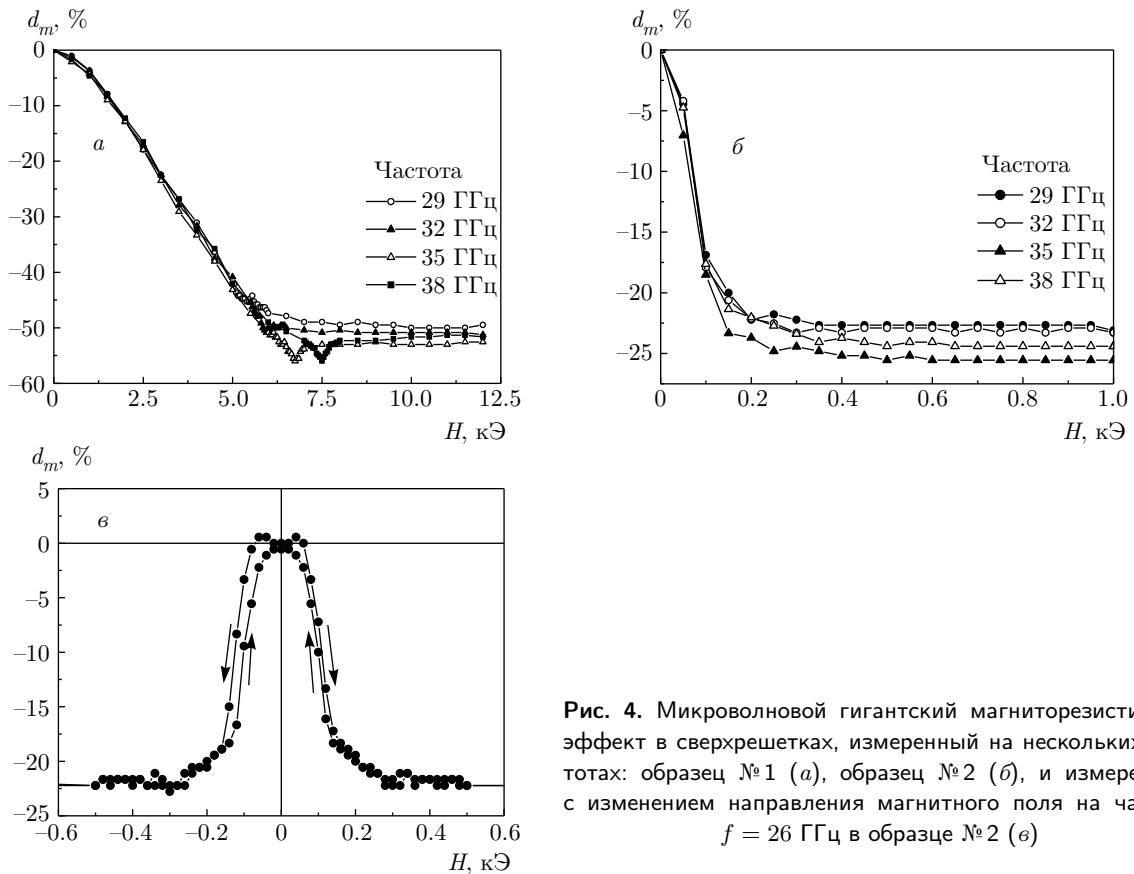 d_m, %
0
–10
–20
–30
–40
–50
–60
а
Частота
29 ГГц
32 ГГц
35 ГГц
38 ГГц
0 2.5 5.0 7.5 10.0 12.5
H, кЭ
d_m, %
0
–5
–10
–15
–20
–25
б
Частота
29 ГГц
32 ГГц
35 ГГц
38 ГГц
0 0.2 0.4 0.6 0.8 1.0
H, кЭ
d_m, %
5
0
–5
–10
–15
–20
–25
в
–0.6 –0.4 –0.2 0 0.2 0.4 0.6
H, кЭ
Рис. 4. Микроволновой гигантский магниторезисти
эффект в сверхрешетках, измеренный на нескольких
тотах: образец №1 (а), образец №2 (б), и измере
с изменением направления магнитного поля на ча
f = 26 ГГц в образце №2 (в)